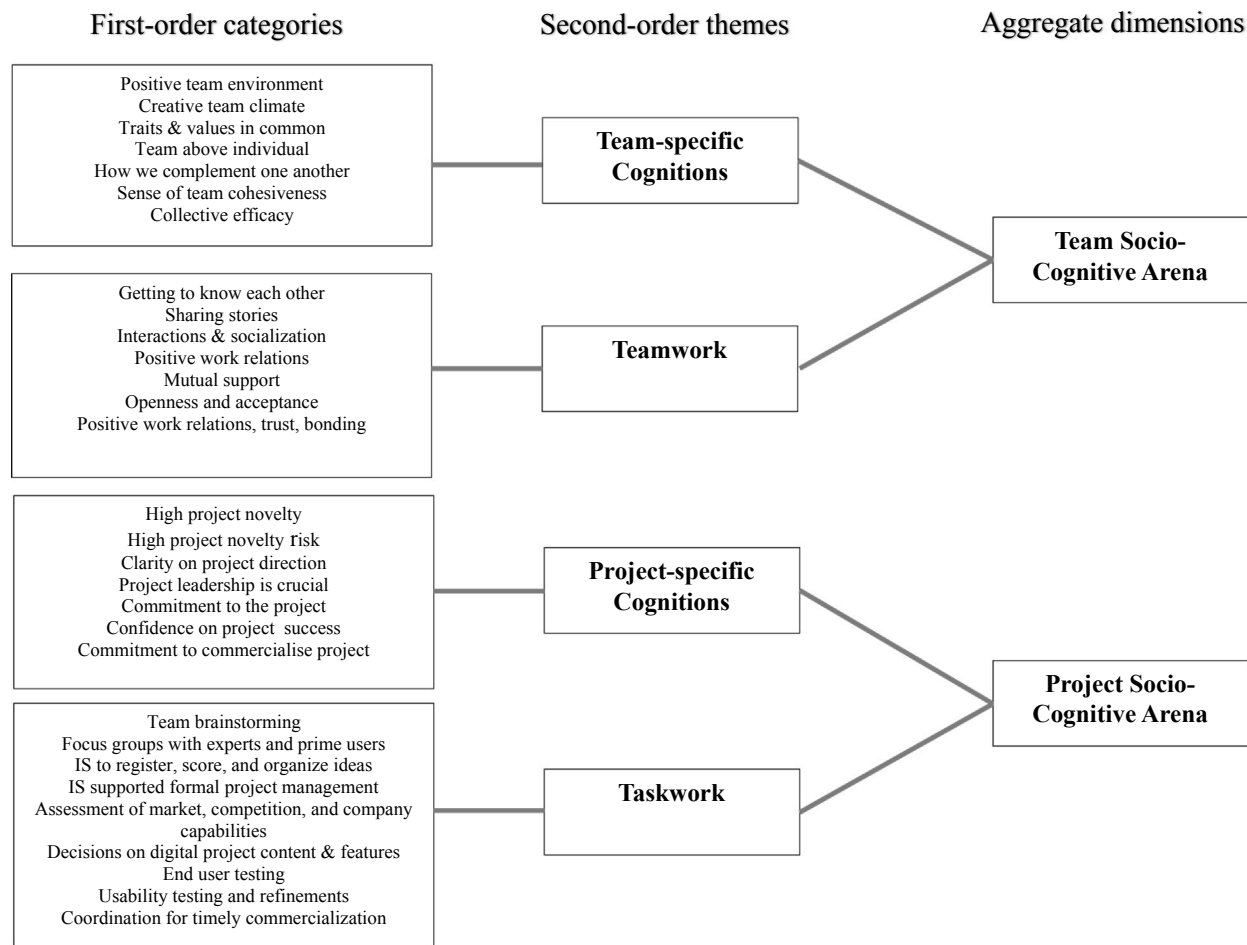 First-order categories
Second-order themes
Aggregate dimensions
Positive team environment
Creative team climate
Traits & values in common
Team above individual
How we complement one another
Sense of team cohesiveness
Collective efficacy
Team-specific
Cognitions
Team Socio-
Cognitive Arena
Getting to know each other
Sharing stories
Interactions & socialization
Positive work relations
Mutual support
Openness and acceptance
Positive work relations, trust, bonding
Teamwork
High project novelty
High project novelty risk
Clarity on project direction
Project leadership is crucial
Commitment to the project
Confidence on project success
Commitment to commercialise project
Project-specific
Cognitions
Project Socio-
Cognitive Arena
Team brainstorming
Focus groups with experts and prime users
IS to register, score, and organize ideas
IS supported formal project management
Assessment of market, competition, and company
capabilities
Decisions on digital project content & features
End user testing
Usability testing and refinements
Coordination for timely commercialization
Taskwork